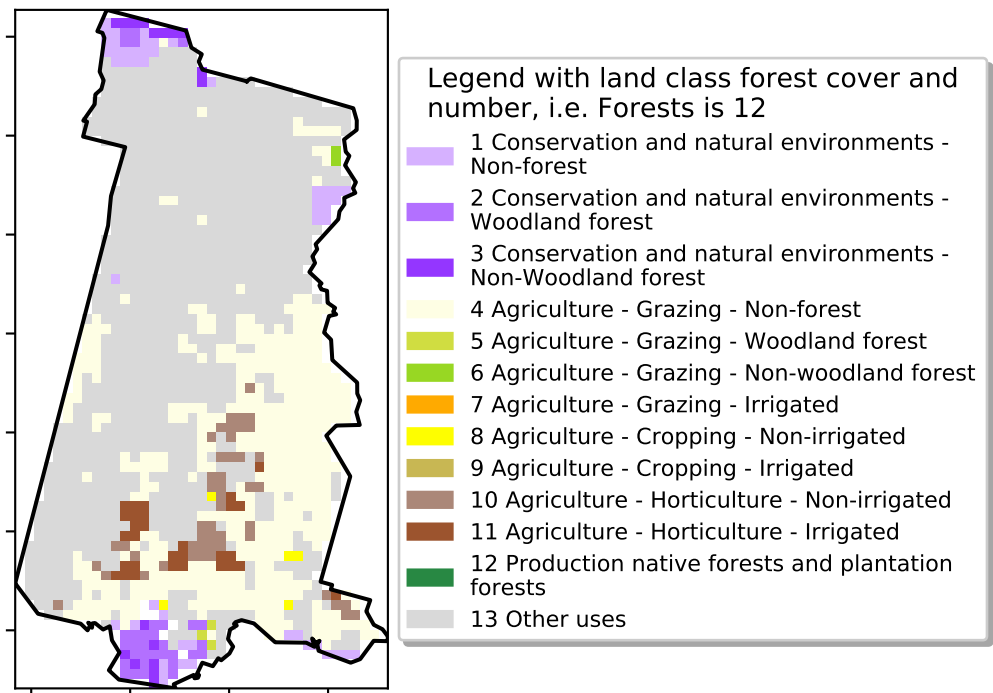 Legend with land class forest cover and
number, i.e. Forests is 12
1 Conservation and natural environments -
Non-forest
2 Conservation and natural environments -
Woodland forest
3 Conservation and natural environments -
Non-Woodland forest
4 Agriculture - Grazing - Non-forest
5 Agriculture - Grazing - Woodland forest
6 Agriculture - Grazing - Non-woodland forest
7 Agriculture - Grazing - Irrigated
8 Agriculture - Cropping - Non-irrigated
9 Agriculture - Cropping - Irrigated
10 Agriculture - Horticulture - Non-irrigated
11 Agriculture - Horticulture - Irrigated
12 Production native forests and plantation
forests
13 Other uses